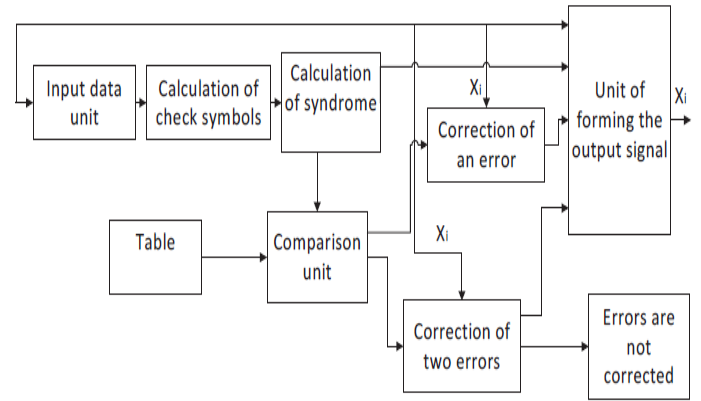 Input data
unit
Calculation of
check symbols
Calculation
of syndrome
Xi
Correction of
an error
Unit of
forming the
output signal
Xi
Table
Comparison
unit
Xi
Correction of
two errors
Errors are
not
corrected